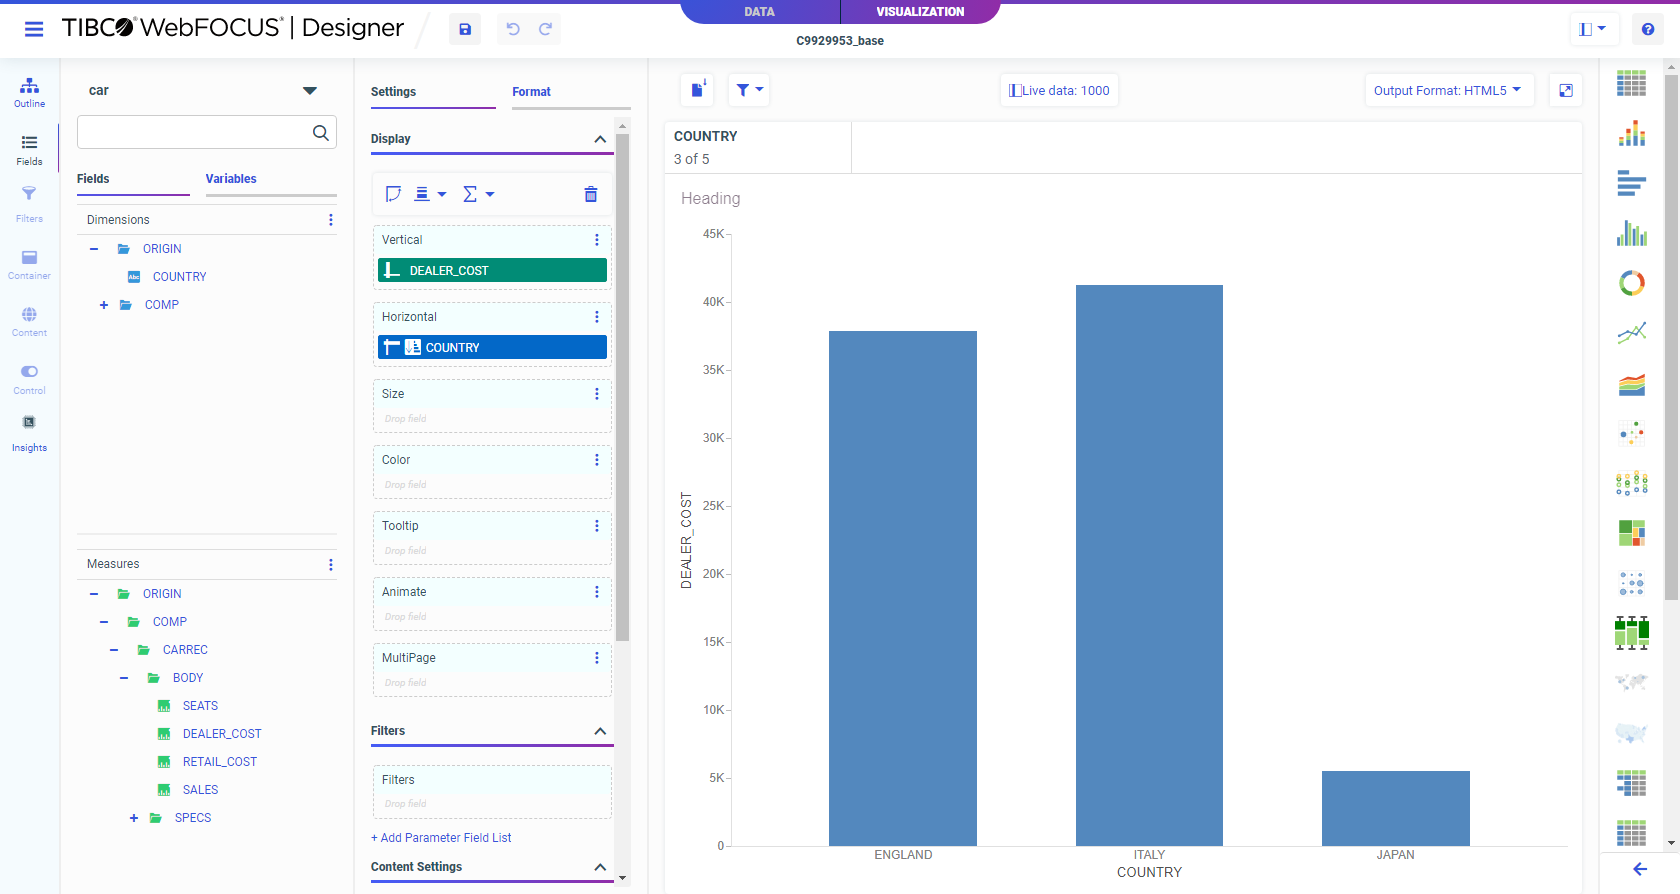 DATA
VISUALIZATION
TIBCO WebFOCUS® | Designer
C9929953_base
Outline
Fields
Filters
Container
Content
Control
Insights
car
Fields
Variables
Dimensions
ORIGIN
Abc COUNTRY
COMP
Measures
ORIGIN
COMP
CARREC
BODY
SEATS
DEALER_COST
RETAIL_COST
SALES
SPECS
Settings
Format
Display
Vertical
DEALER_COST
Horizontal
COUNTRY
Size
Drop field
Color
Drop field
Tooltip
Drop field
Animate
Drop field
MultiPage
Drop field
Filters
Filters
Drop field
+ Add Parameter Field List
Content Settings
Live data: 1000
Output Format: HTML5
COUNTRY
3 of 5
Heading
45K
40K
35K
30K
25K
20K
15K
10K
5K
0
DEALER_COST
ENGLAND
ITALY
JAPAN
COUNTRY